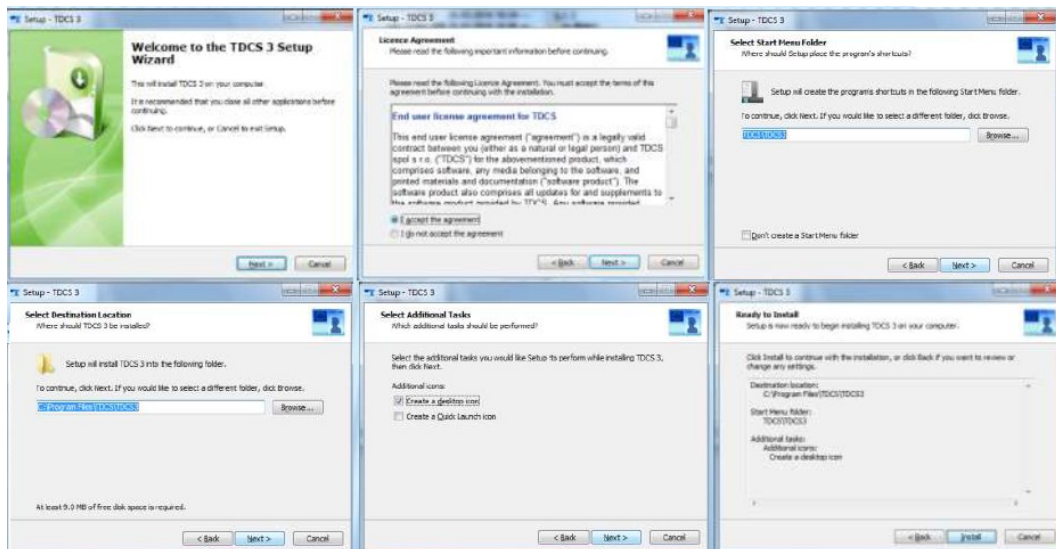 Setup - TDCS 3
Welcome to the TDCS 3 Setup
Wizard
This will install TDCS 3 on your computer.
It is recommended that you close all other applications before
continuing.
Click Next to continue, or Cancel to exit Setup.
Next >
Cancel
Setup - TDCS 3
Licence Agreement
Please read the following important information before continuing.
Please read the following Licence Agreement. You must accept the terms of this
agreement before continuing with the installation.
End user license agreement for TDCS
This end user license agreement ("agreement") is a legally valid
contract between you (either as a natural or legal person) and TDCS
spol s r.o. ("TDCS") for the abovementioned product, which
comprises software, any media belonging to the software, and
printed materials and documentation ("software product"). The
software product also comprises all updates for and supplements to
the software product provided by TDCS. Any software provided
I accept the agreement
I do not accept the agreement
< Back
Next >
Cancel
Setup - TDCS 3
Select Start Menu Folder
Where should Setup place the program's shortcuts?
Setup will create the program's shortcuts in the following Start Menu folder.
To continue, click Next. If you would like to select a different folder, click Browse.
TDCS\TDCS3
Browse...
Don't create a Start Menu folder
< Back
Next >
Cancel
Setup - TDCS 3
Select Destination Location
Where should TDCS 3 be installed?
Setup will install TDCS 3 into the following folder.
To continue, click Next. If you would like to select a different folder, click Browse.
C:\Program Files\TDCS\TDCS3
Browse...
At least 9.0 MB of free disk space is required.
< Back
Next >
Cancel
Setup - TDCS 3
Select Additional Tasks
Which additional tasks should be performed?
Select the additional tasks you would like Setup to perform while installing TDCS 3,
then click Next.
Additional icons:
Create a desktop icon
Create a Quick Launch icon
< Back
Next >
Cancel
Setup - TDCS 3
Ready to Install
Setup is now ready to begin installing TDCS 3 on your computer.
Click Install to continue with the installation, or click Back if you want to review or
change any settings.
Destination location:
C:\Program Files\TDCS\TDCS3
Start Menu folder:
TDCS\TDCS3
Additional tasks:
Additional icons:
Create a desktop icon
< Back
Install
Cancel